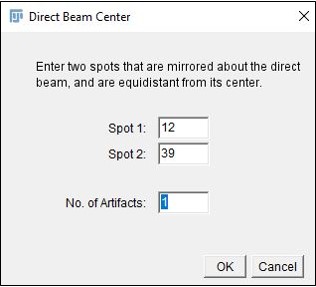 Direct Beam Center
Enter two spots that are mirrored about the direct
beam, and are equidistant from its center.
Spot 1: 12
Spot 2: 39
No. of Artifacts: 1
OK Cancel